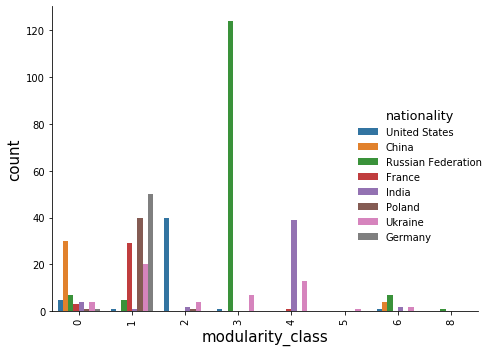 120
100
80
60
40
20
0
count
nationality
United States
China
Russian Federation
France
India
Poland
Ukraine
Germany
0 1 2 3 4 5 6 8
modularity_class